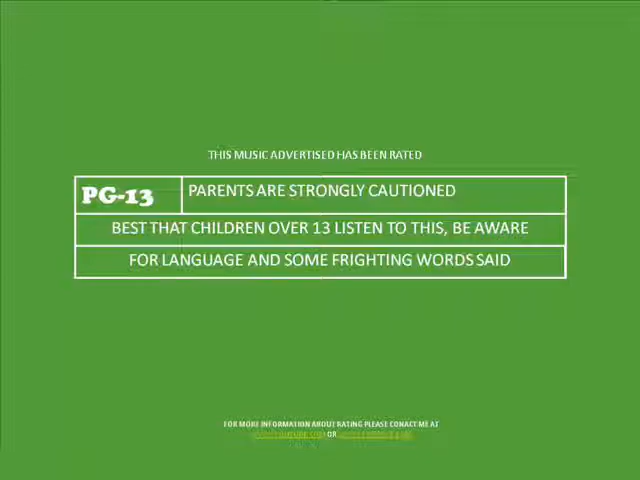 THIS MUSIC ADVERTISED HAS BEEN RATED
PG-13
PARENTS ARE STRONGLY CAUTIONED
BEST THAT CHILDREN OVER 13 LISTEN TO THIS, BE AWARE
FOR LANGUAGE AND SOME FRIGHTING WORDS SAID
FOR MORE INFORMATION ABOUT RATING PLEASE CONACT ME AT
OR